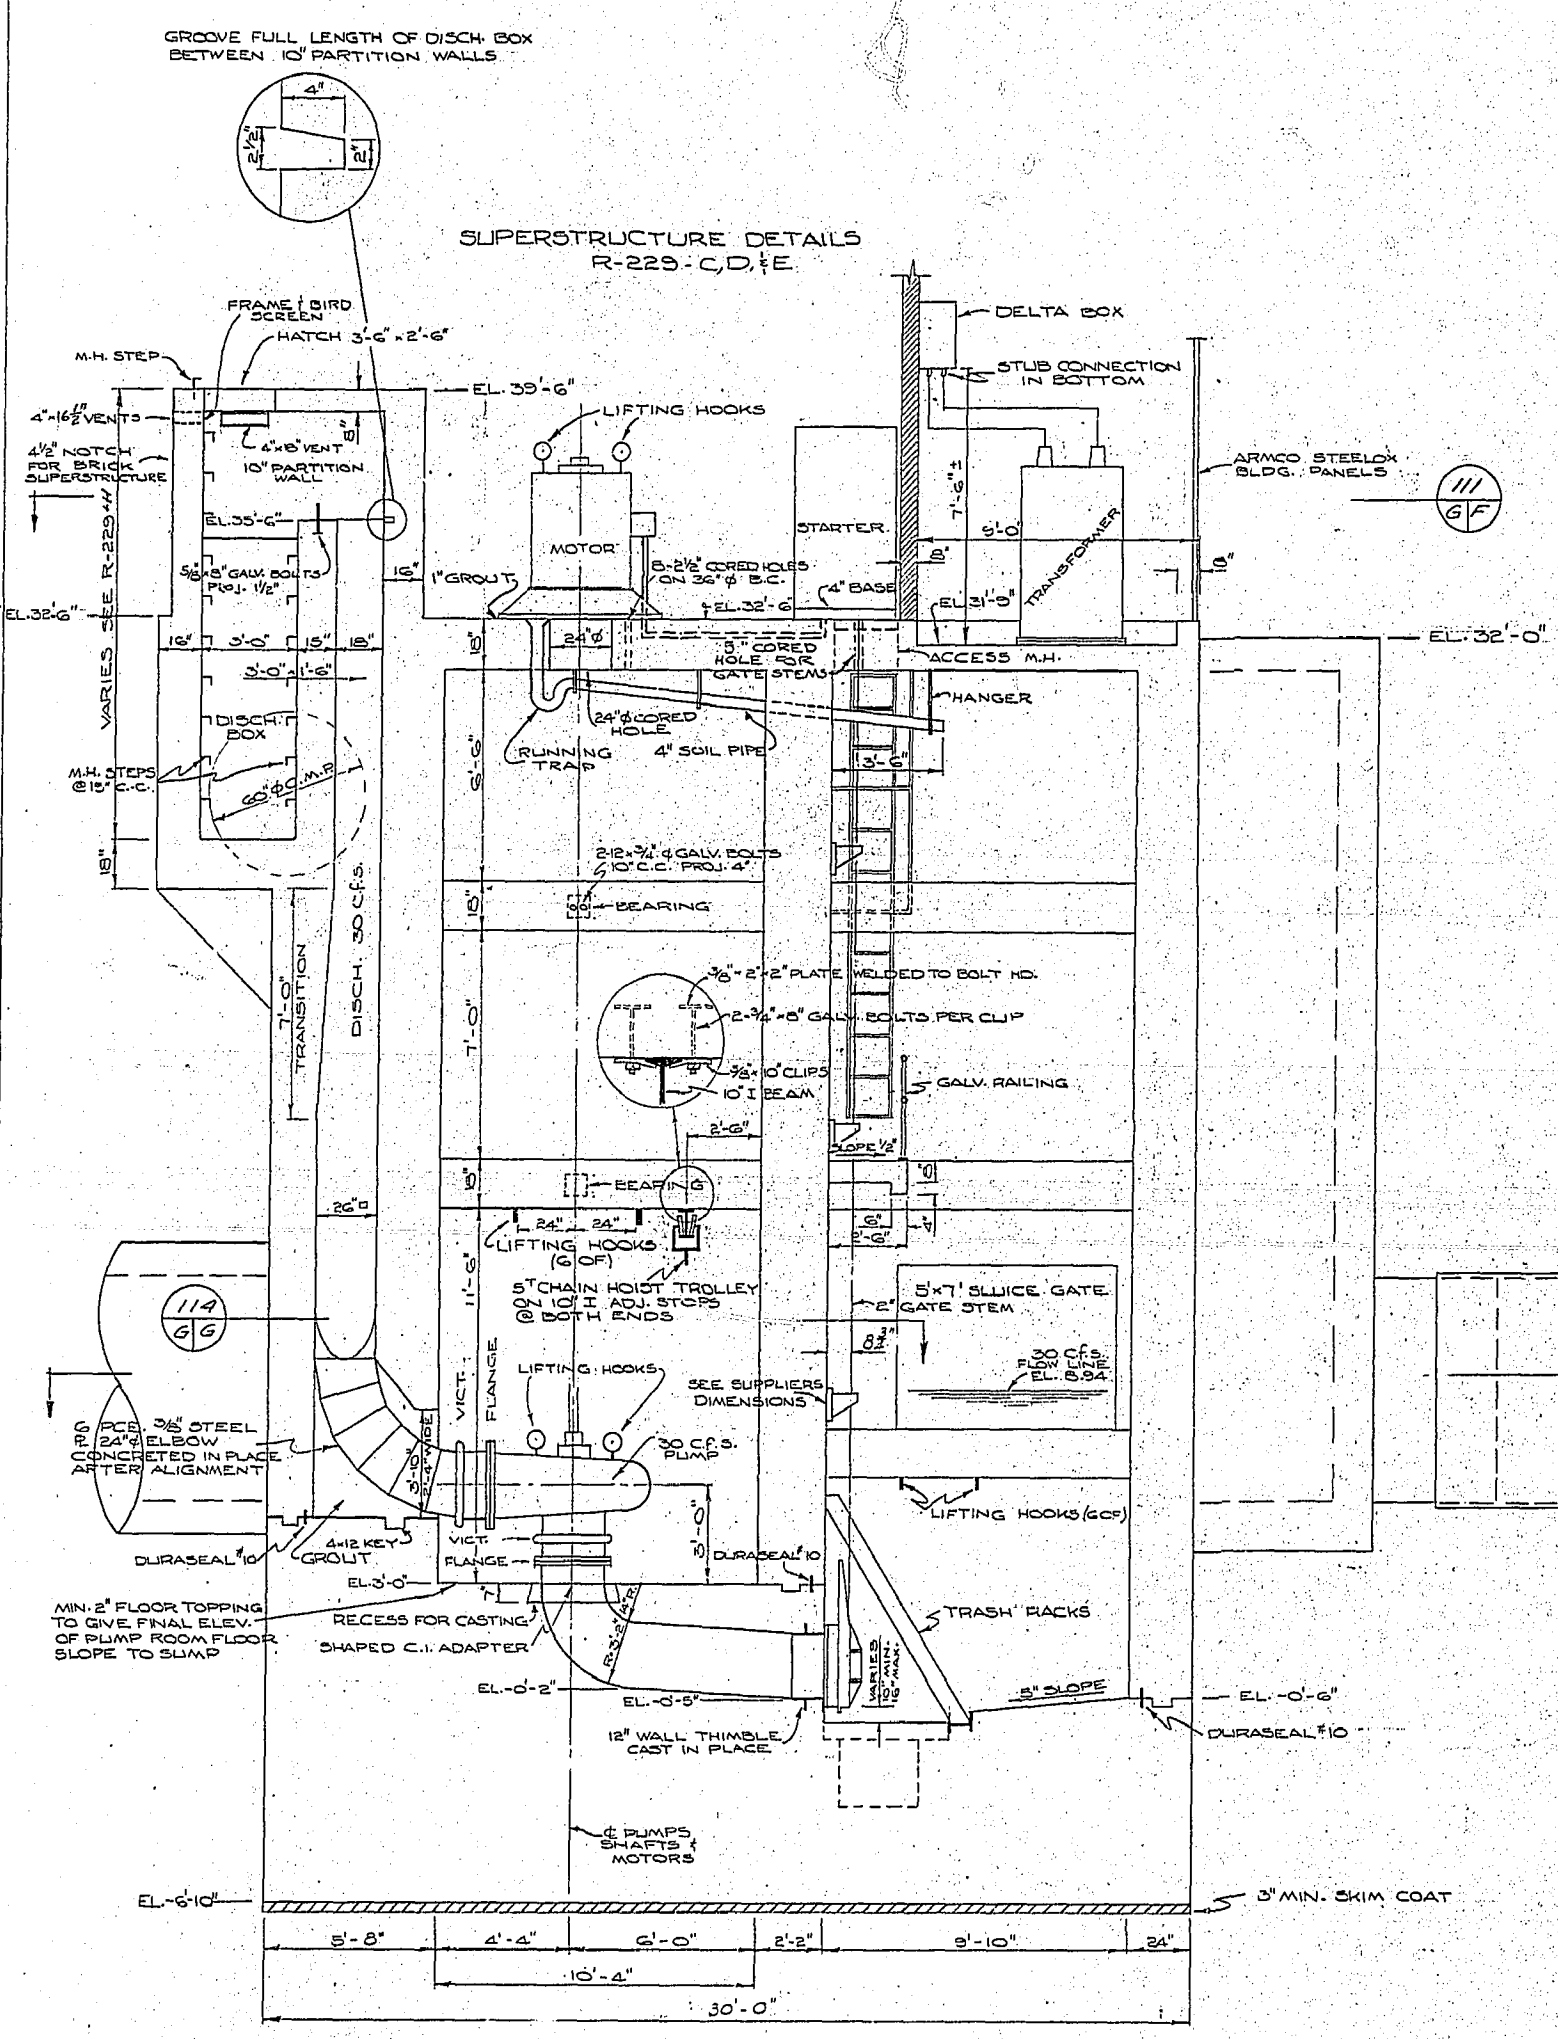 GROOVE FULL LENGTH OF DISCH. BOX
BETWEEN 10" PARTITION WALLS
4"
2 1/2"
2"
SUPERSTRUCTURE DETAILS
R-229-C,D,&E
FRAME & BIRD
SCREEN
HATCH 3'-6" x 2'-6"
M.H. STEP
EL. 39'-6"
4"x16 1/2" VENTS
4 1/2" NOTCH
FOR BRICK
SUPERSTRUCTURE
4"x8" VENT
10" PARTITION
WALL
8"
LIFTING HOOKS
DELTA BOX
STUB CONNECTION
IN BOTTOM
ARMCO STEELOX
BLDG. PANELS
111
G F
VARIES SEE R-229-H
EL. 35'-6"
5/8"x8" GALV. BOLTS
PROJ. 1 1/2"
16"
1" GROUT
MOTOR
8-2 1/2" CORED HOLES
ON 36"ø B.C.
STARTER
4" BASE
7'-6"±
9'-0"
8"
TRANSFORMER
EL. 32'-6"
EL. 32'-6"
EL. 31'-9"
EL. 32'-0"
16"
3'-0"
15"
18"
3'-0"
1'-6"
18"
24"ø
5" CORED
HOLE FOR
GATE STEMS
ACCESS M.H.
HANGER
DISCH.
BOX
24"ø CORED
HOLE
RUNNING
TRAP
4" SOIL PIPE
3'-6"
M.H. STEPS
@ 15" C.C.
60"ø C.M.P.
6'-6"
18"
DISCH. 30 C.f.s.
2-12x3/4"ø GALV. BOLTS
10" C.C. PROJ. 4"
18"
BEARING
7'-0"
TRANSITION
7'-0"
3/8"-2"x2" PLATE WELDED TO BOLT HD.
2-3/4"x8" GALV. BOLTS PER CLIP
5/8x10" CLIPS
10" I BEAM
GALV. RAILING
2'-6"
SLOPE 1/2"
18"
BEARING
26"
24"
24"
LIFTING HOOKS
(6 OF)
6"
4"
2'-6"
5T CHAIN HOIST TROLLEY
ON 10" I ADJ. STOPS
@ BOTH ENDS
11'-6"
5'x7' SLUICE GATE
2" GATE STEM
114
G G
30 C.f.s.
FLOW LINE
EL. 8.94
VICT.
FLANGE
LIFTING HOOKS
SEE SUPPLIERS
DIMENSIONS
6 PCE. 3/8" STEEL
PL 24"ø ELBOW
CONCRETED IN PLACE
AFTER ALIGNMENT
2'-4" WIDE
30 C.f.s.
PUMP
LIFTING HOOKS (6 OF)
DURASEAL #10
4x12 KEY
GROUT
VICT.
FLANGE
DURASEAL #10
EL. 3'-0"
7"
MIN. 2" FLOOR TOPPING
TO GIVE FINAL ELEV.
OF PUMP ROOM FLOOR
SLOPE TO SUMP
RECESS FOR CASTING
SHAPED C.I. ADAPTER
TRASH RACKS
VARIES
10" MIN.
16" MAX.
EL.-0'-2"
EL.-0'-5"
5" SLOPE
EL.-0'-6"
12" WALL THIMBLE
CAST IN PLACE
DURASEAL #10
℄ PUMPS
SHAFTS &
MOTORS
EL.-6'-10"
3" MIN. SKIM COAT
5'-8"
4'-4"
6'-0"
2'-2"
9'-10"
24"
10'-4"
30'-0"